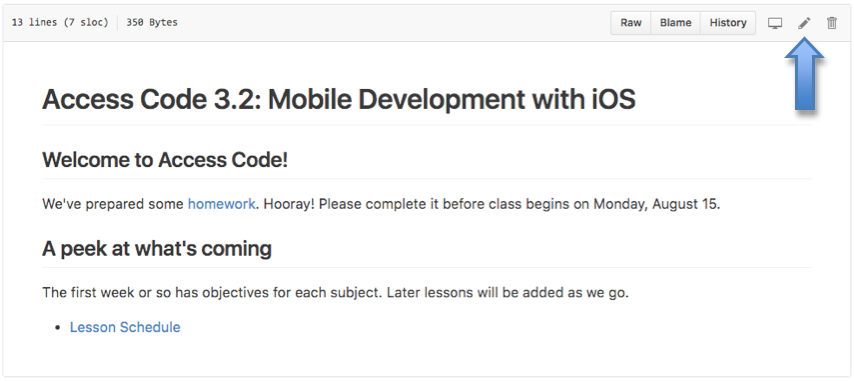 13 lines (7 sloc) 350 Bytes Raw Blame History
Access Code 3.2: Mobile Development with iOS
Welcome to Access Code!
We've prepared some homework. Hooray! Please complete it before class begins on Monday, August 15.
A peek at what's coming
The first week or so has objectives for each subject. Later lessons will be added as we go.
• Lesson Schedule